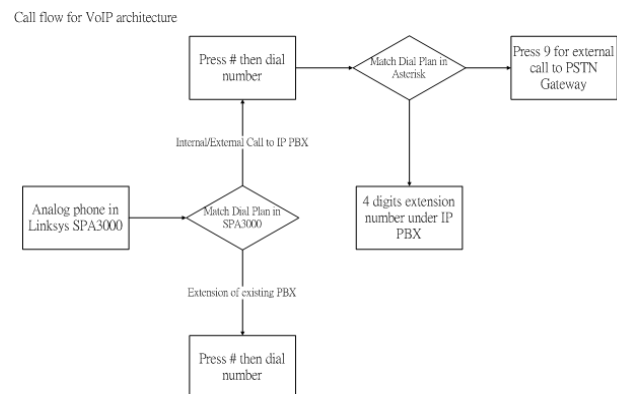 Call flow for VoIP architecture
Press # then dial
number
Match Dial Plan in
Asterisk
Press 9 for external
call to PSTN
Gateway
Internal/External Call to IP PBX
Analog phone in
Linksys SPA3000
Match Dial Plan in
SPA3000
4 digits extension
number under IP
PBX
Extension of existing PBX
Press # then dial
number